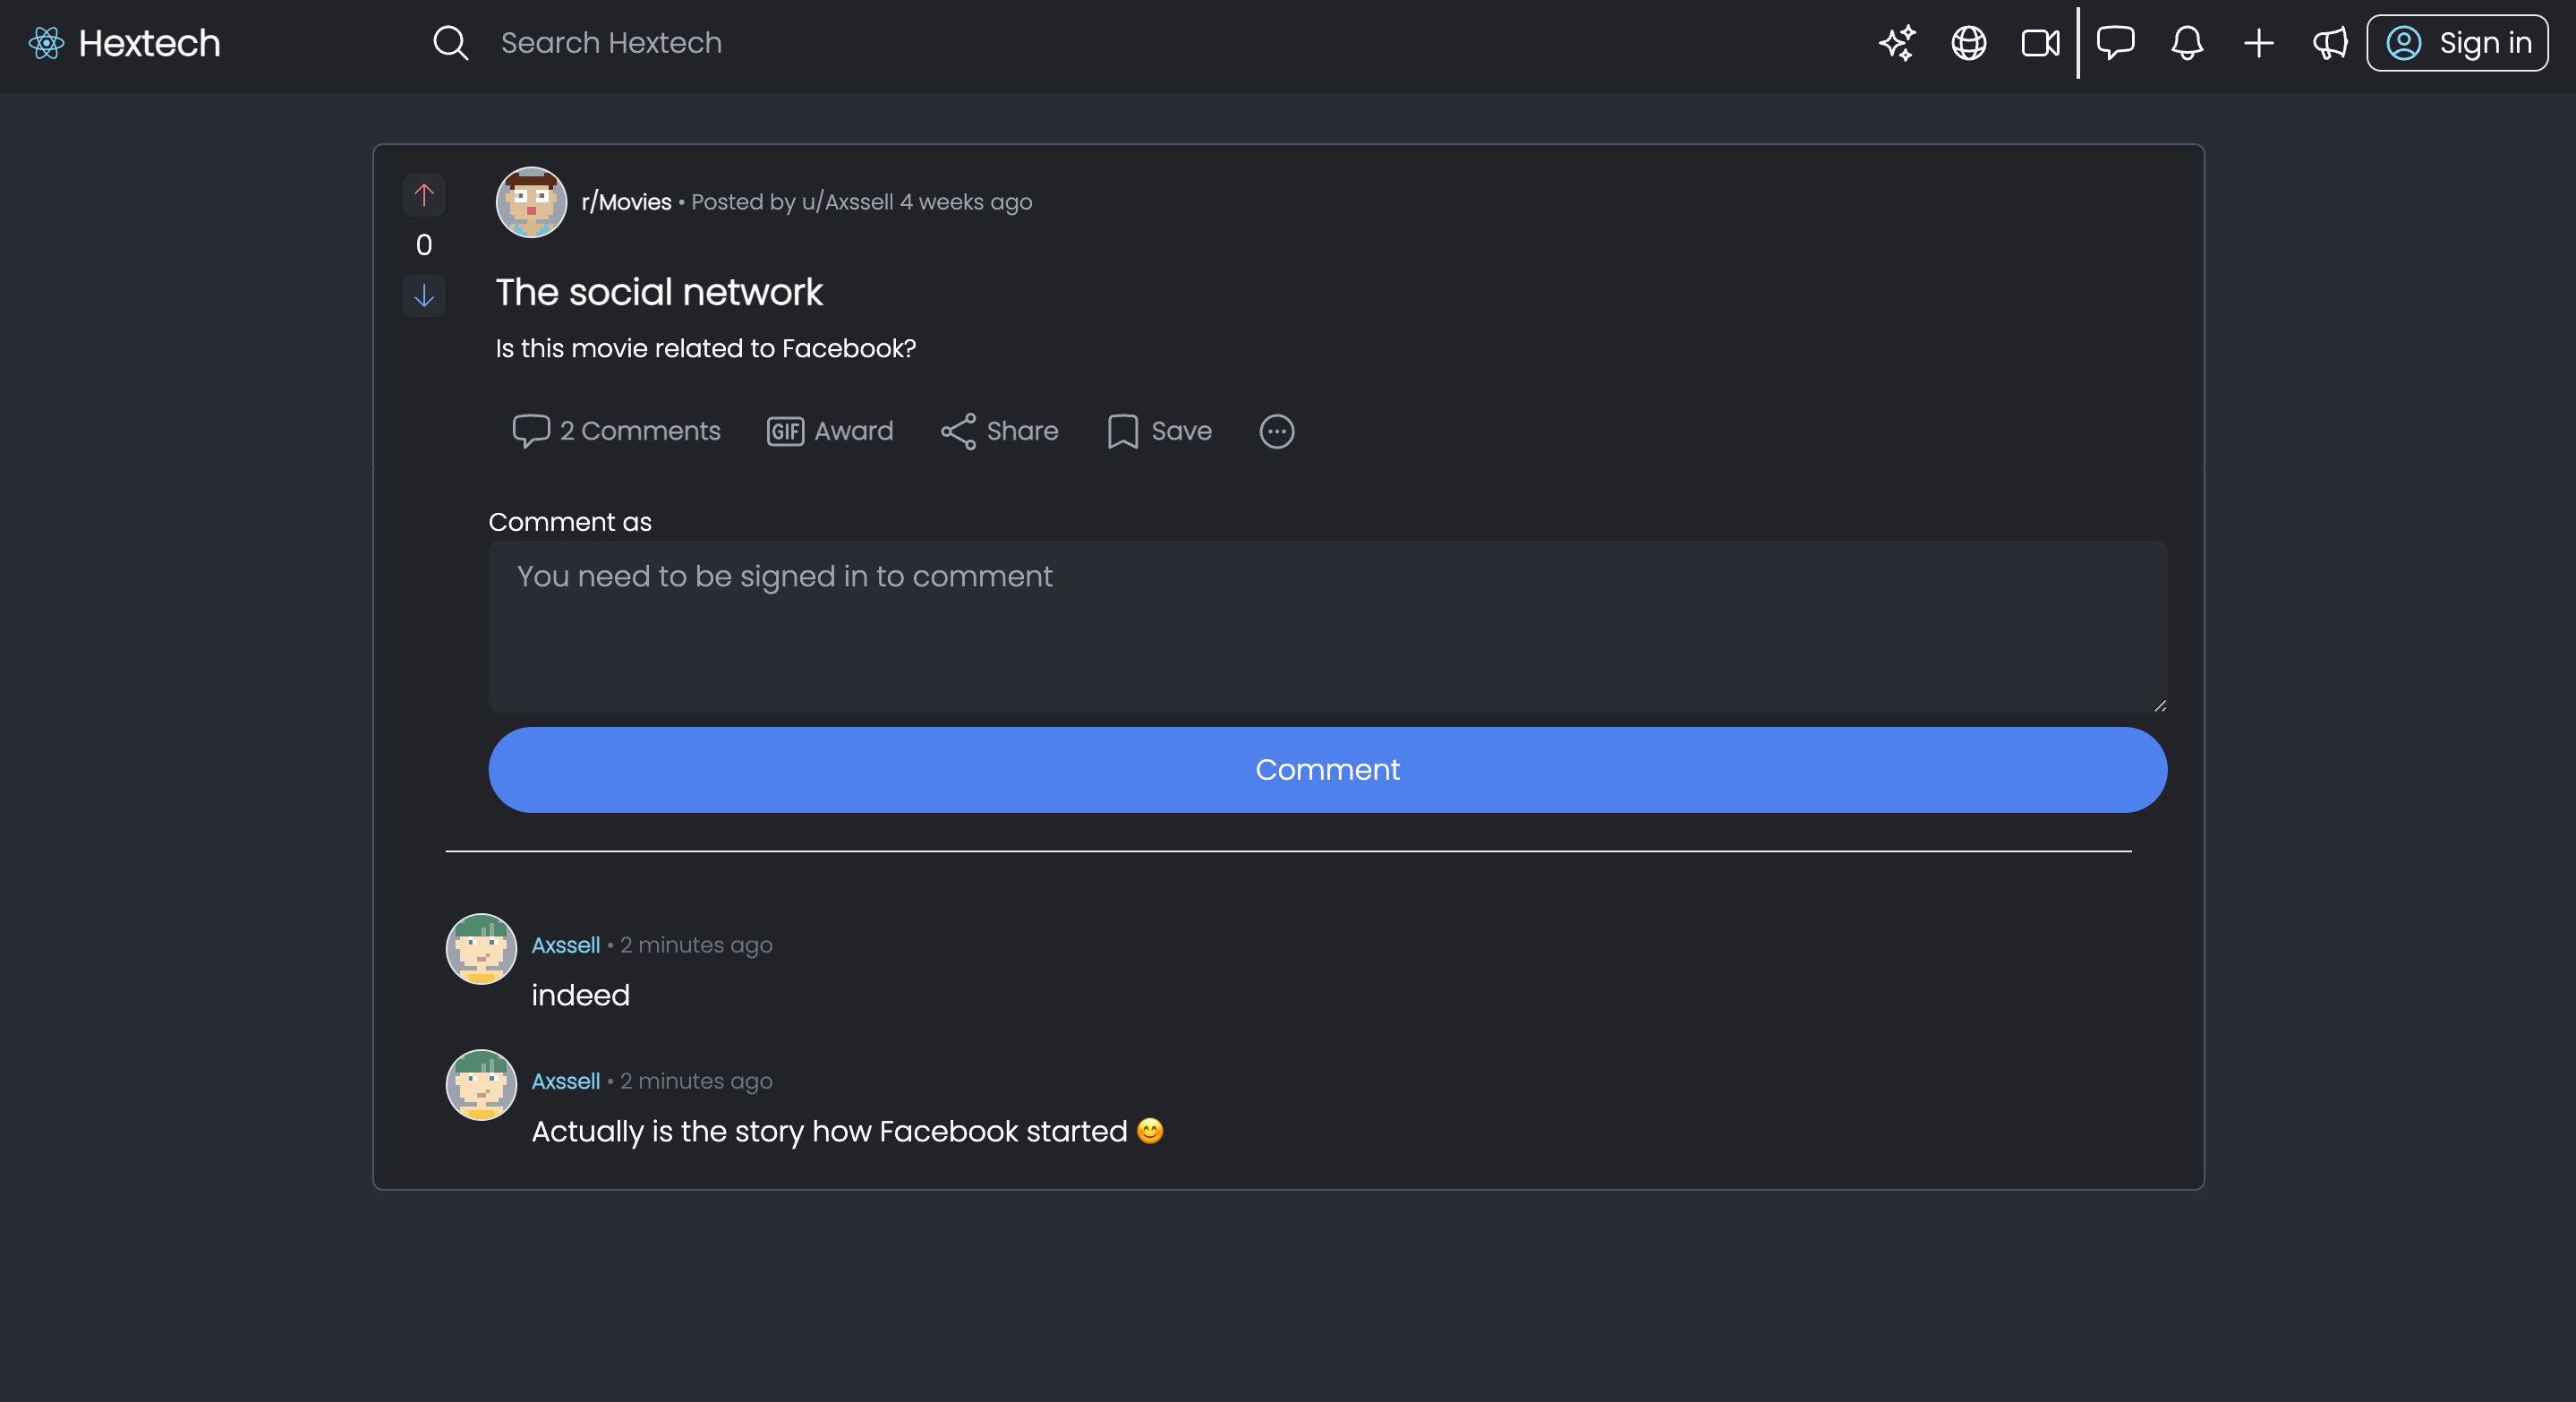 Hextech
Search Hextech
Sign in
0
r/Movies • Posted by u/Axssell 4 weeks ago
The social network
Is this movie related to Facebook?
2 Comments
GIF Award
Share
Save
Comment as
You need to be signed in to comment
Comment
Axssell • 2 minutes ago
indeed
Axssell • 2 minutes ago
Actually is the story how Facebook started 😊